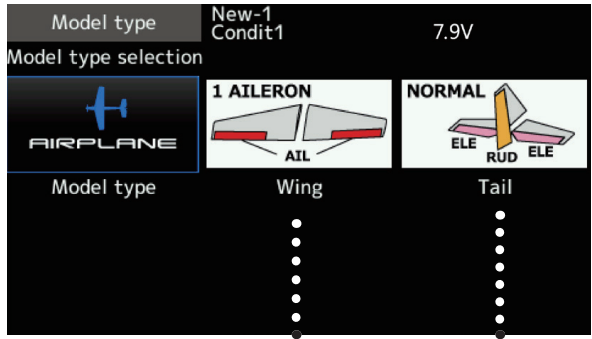 Model type
New-1
Condit1
7.9V
Model type selection
AIRPLANE
1 AILERON
AIL
NORMAL
ELE
RUD
ELE
Model type
Wing
Tail